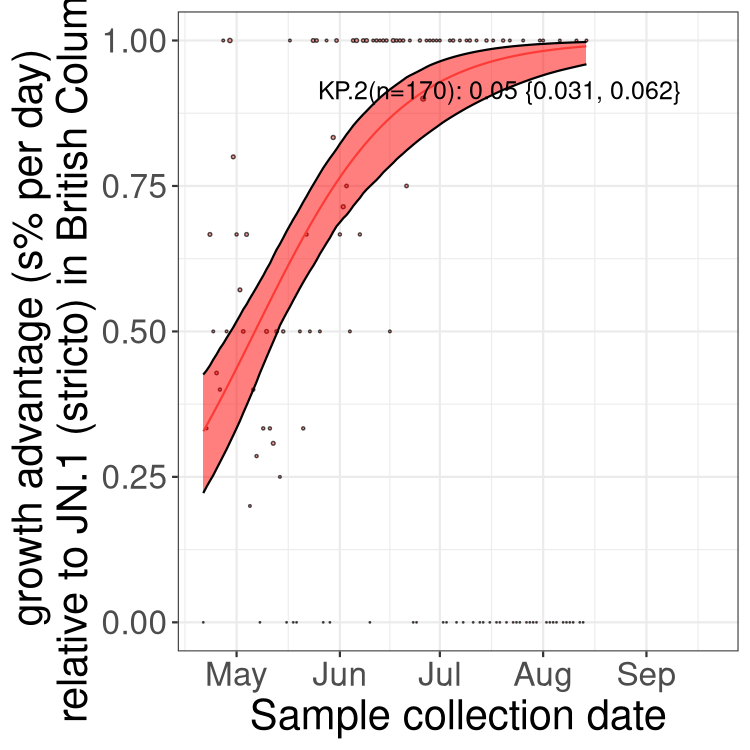 growth advantage (s% per day)
relative to JN.1 (stricto) in British Colum
1.00
0.75
0.50
0.25
0.00
KP.2(n=170): 0.05 {0.031, 0.062}
May Jun Jul Aug Sep
Sample collection date